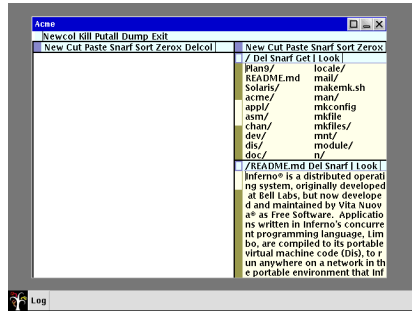 Acme
Newcol Kill Putall Dump Exit
New Cut Paste Snarf Sort Zerox Delcol
New Cut Paste Snarf Sort Zerox
/ Del Snarf Get | Look
Plan9/ locale/
README.md mail/
Solaris/ makemk.sh
acme/ man/
appl/ mkconfig
asm/ mkfile
chan/ mkfiles/
dev/ mnt/
dis/ module/
doc/ n/
/README.md Del Snarf | Look
Inferno® is a distributed operati
ng system, originally developed
at Bell Labs, but now develope
d and maintained by Vita Nuov
a® as Free Software. Applicatio
ns written in Inferno's concurre
nt programming language, Lim
bo, are compiled to its portable
virtual machine code (Dis), to r
un anywhere on a network in th
e portable environment that Inf
Log